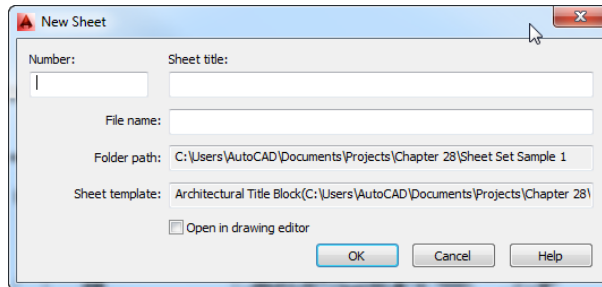 New Sheet
Number: Sheet title:
File name:
Folder path: C:\Users\AutoCAD\Documents\Projects\Chapter 28\Sheet Set Sample 1
Sheet template: Architectural Title Block(C:\Users\AutoCAD\Documents\Projects\Chapter 28\
Open in drawing editor
OK Cancel Help